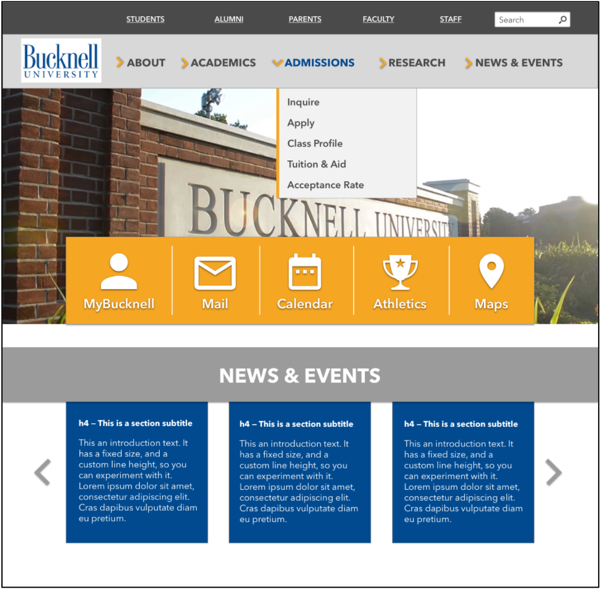 STUDENTS ALUMNI PARENTS FACULTY STAFF Search
Bucknell
UNIVERSITY
ABOUT ACADEMICS ADMISSIONS RESEARCH NEWS & EVENTS
Inquire
Apply
Class Profile
Tuition & Aid
Acceptance Rate
BUCKNELL UNIVERSITY
MyBucknell Mail Calendar Athletics Maps
NEWS & EVENTS
h4 – This is a section subtitle
This an introduction text. It
has a fixed size, and a
custom line height, so you
can experiment with it.
Lorem ipsum dolor sit amet,
consectetur adipiscing elit.
Cras dapibus vulputate diam
eu pretium.
h4 – This is a section subtitle
This an introduction text. It
has a fixed size, and a
custom line height, so you
can experiment with it.
Lorem ipsum dolor sit amet,
consectetur adipiscing elit.
Cras dapibus vulputate diam
eu pretium.
h4 – This is a section subtitle
This an introduction text. It
has a fixed size, and a
custom line height, so you
can experiment with it.
Lorem ipsum dolor sit amet,
consectetur adipiscing elit.
Cras dapibus vulputate diam
eu pretium.